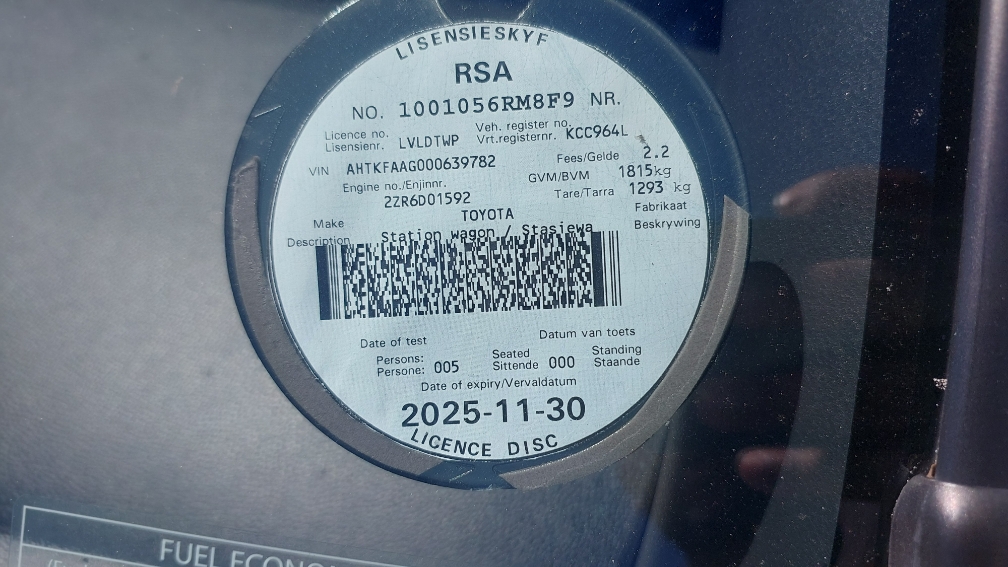 LISENSIESKYF
RSA
NO. 1001056RM8F9 NR.
Licence no. Lisensienr. LVLDTWP Veh. register no. Vrt.registernr. KCC964L
VIN AHTKFAAG000639782 Fees/Gelde 2.2
Engine no./Enjinnr. GVM/BVM 1815kg
2ZR6D01592 Tare/Tarra 1293 kg
Make TOYOTA Fabrikaat
Description Station wagon / Stasiewa Beskrywing
Date of test Datum van toets
Persons: Persone: 005 Seated Sittende 000 Standing Staande
Date of expiry/Vervaldatum
2025-11-30
LICENCE DISC
FUEL